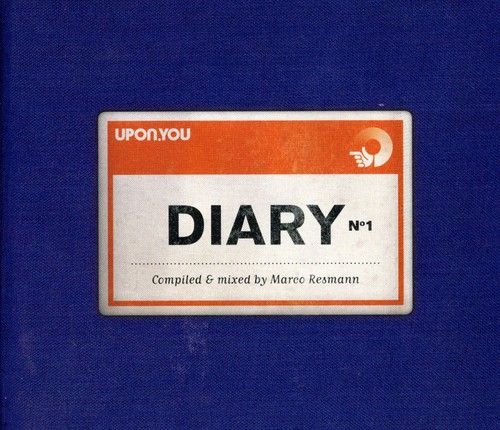 UPON.YOU
DIARY Nº1
Compiled & mixed by Marco Resmann